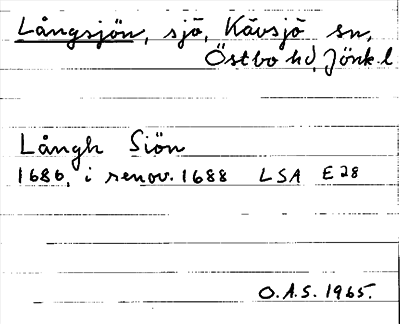 Långsjön, sjö, Kävsjö sn,
Östbo hd, Jönk. l
Långh Siön
1686, i renov. 1688 LSA E28
O.A.S. 1965.